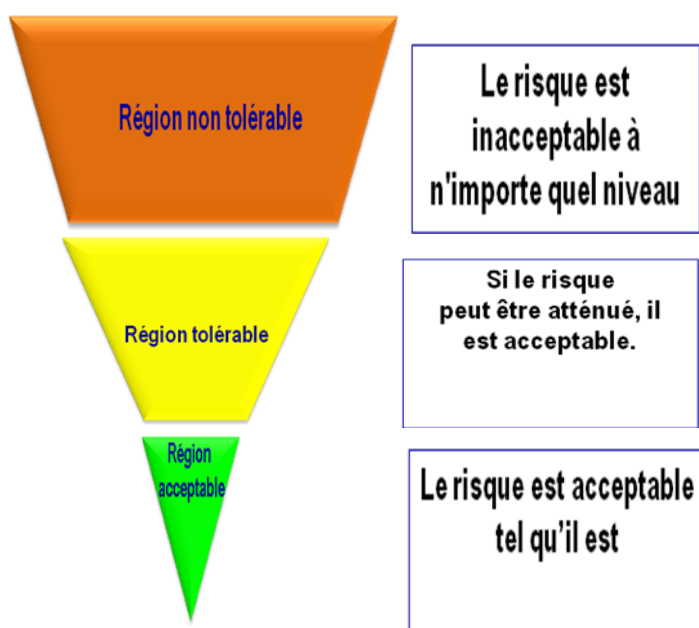 Région non tolérable
Le risque est
inacceptable à
n'importe quel niveau
Région tolérable
Si le risque
peut être atténué, il
est acceptable.
Région
acceptable
Le risque est acceptable
tel qu'il est